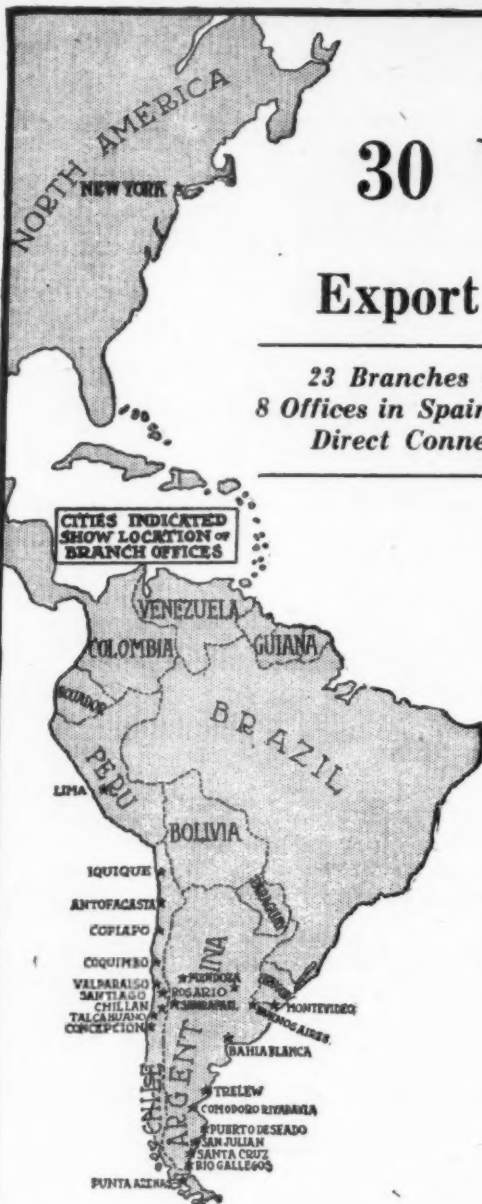 NORTH AMERICA
NEW YORK
30
Export
23 Branches
8 Offices in Spain
Direct Conne
CITIES INDICATED
SHOW LOCATION OF
BRANCH OFFICES
VENEZUELA
COLOMBIA
GUIANA
ECUADOR
BRAZIL
PERU
LIMA
BOLIVIA
PARAGUAY
IQUIQUE
ANTOFAGASTA
COPIAPO
COQUIMBO
MENDOZA
VALPARAISO
SANTIAGO
ROSARIO
CHILLAN
SAN RAFAEL
TALCAHUANO
CONCEPCION
MONTEVIDEO
BUENOS AIRES
BAHIA BLANCA
CHILE
ARGENTINA
TRELEW
COMODORO RIVADAVIA
PUERTO DESEADO
SAN JULIAN
SANTA CRUZ
RIO GALLEGOS
PUNTA ARENAS